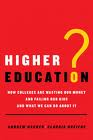 HIGHER
EDUCATION
?
HOW COLLEGES ARE WASTING OUR MONEY
AND FAILING OUR KIDS
AND WHAT WE CAN DO ABOUT IT
ANDREW HACKER CLAUDIA DREIFUS